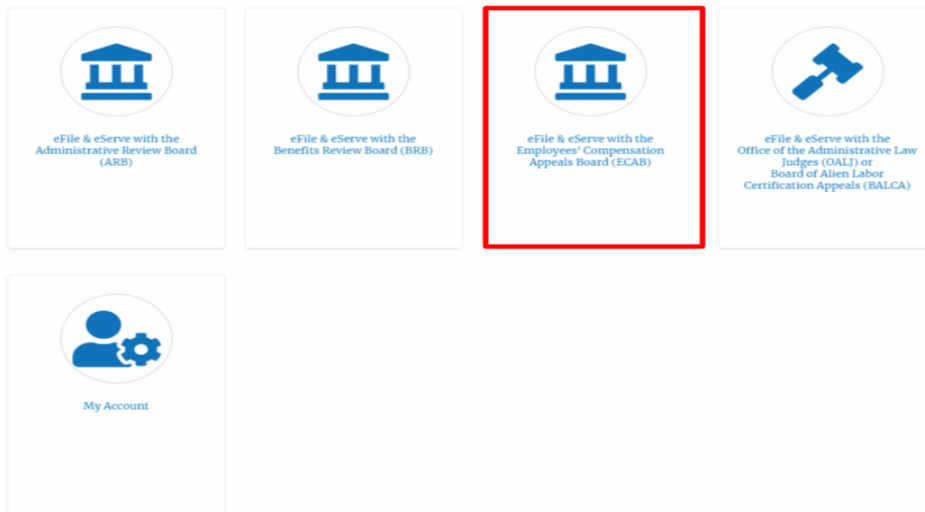 eFile & eServe with the
Administrative Review Board
(ARB)
eFile & eServe with the
Benefits Review Board (BRB)
eFile & eServe with the
Employees' Compensation
Appeals Board (ECAB)
eFile & eServe with the
Office of the Administrative Law
Judges (OALJ) or
Board of Alien Labor
Certification Appeals (BALCA)
My Account